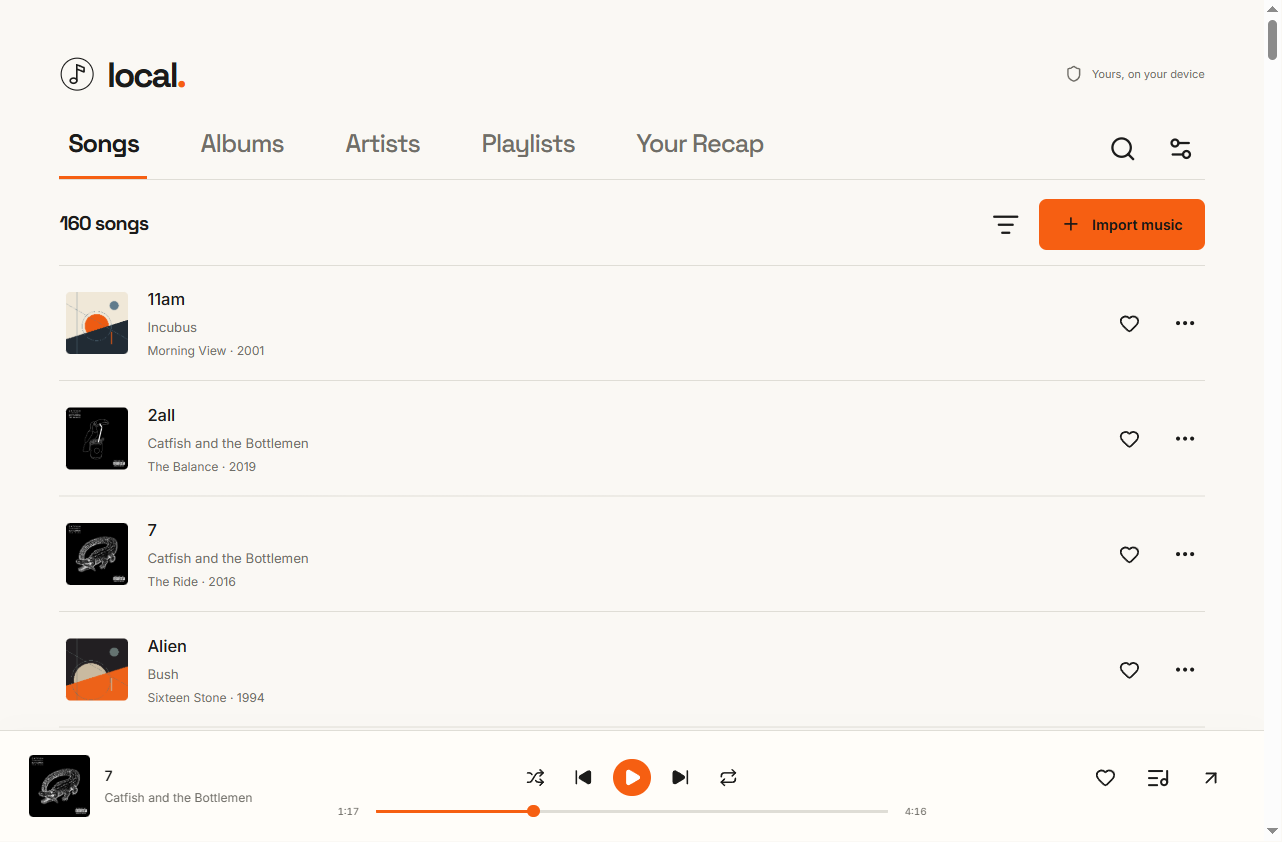 local.
Yours, on your device
Songs
Albums
Artists
Playlists
Your Recap
160 songs
Import music
11am
Incubus
Morning View · 2001
2all
Catfish and the Bottlemen
The Balance · 2019
7
Catfish and the Bottlemen
The Ride · 2016
Alien
Bush
Sixteen Stone · 1994
7
Catfish and the Bottlemen
1:17
4:16